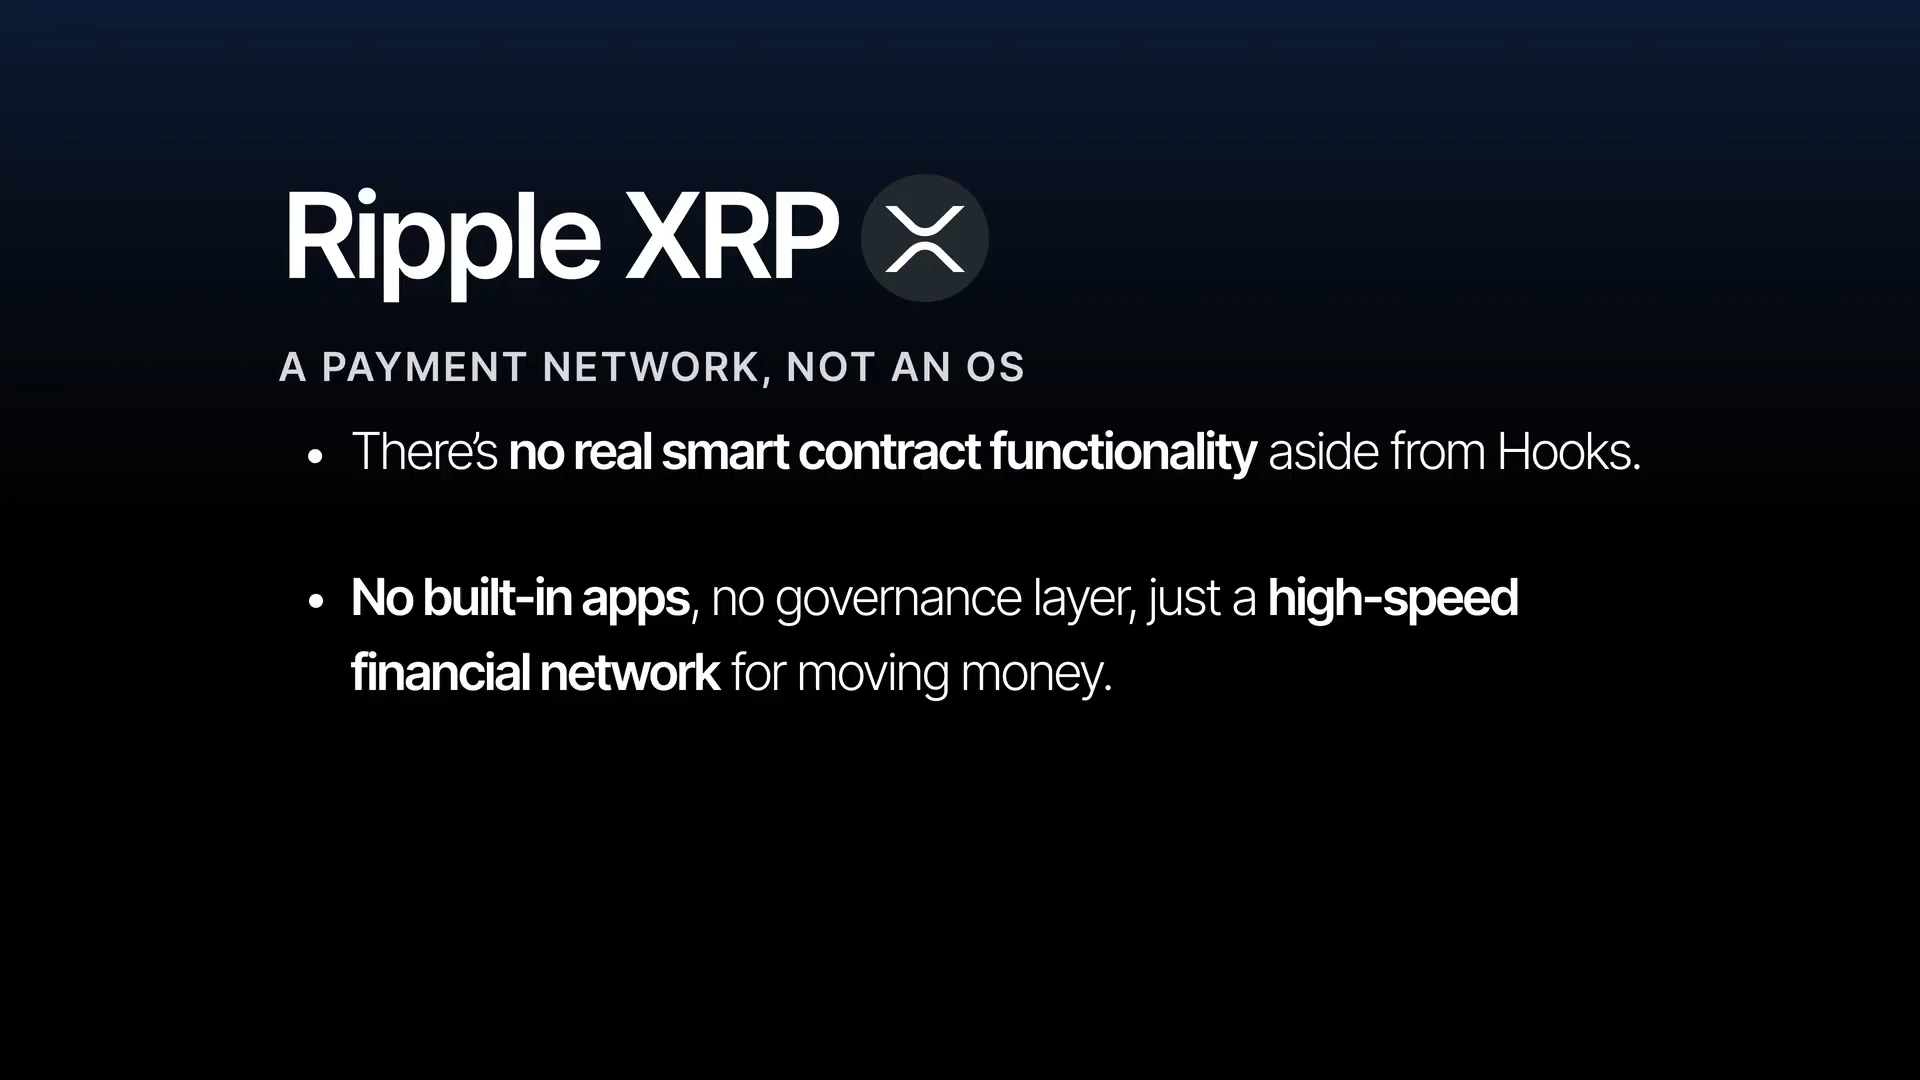 Ripple XRP
A PAYMENT NETWORK, NOT AN OS
• There’s no real smart contract functionality aside from Hooks.
• No built-in apps, no governance layer, just a high-speed
financial network for moving money.